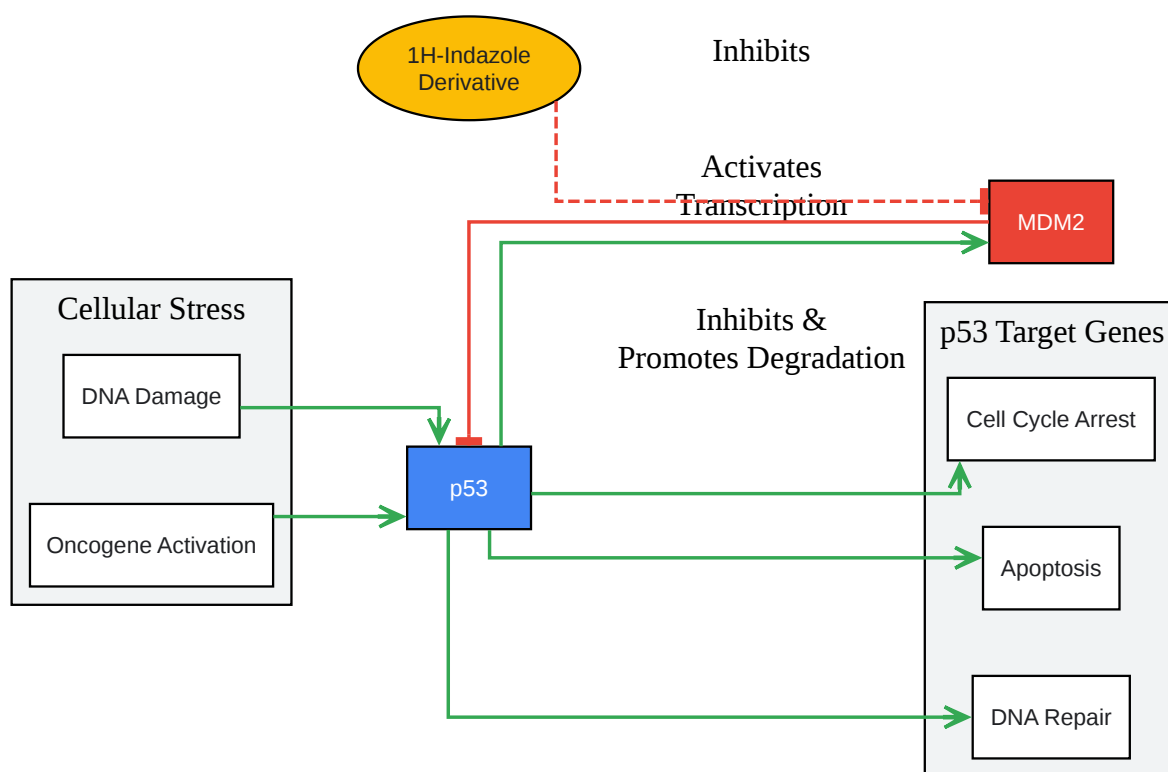 1H-Indazole
Derivative
Inhibits
Activates
Transcription
MDM2
Cellular Stress
DNA Damage
Oncogene Activation
Inhibits &
Promotes Degradation
p53
p53 Target Genes
Cell Cycle Arrest
Apoptosis
DNA Repair